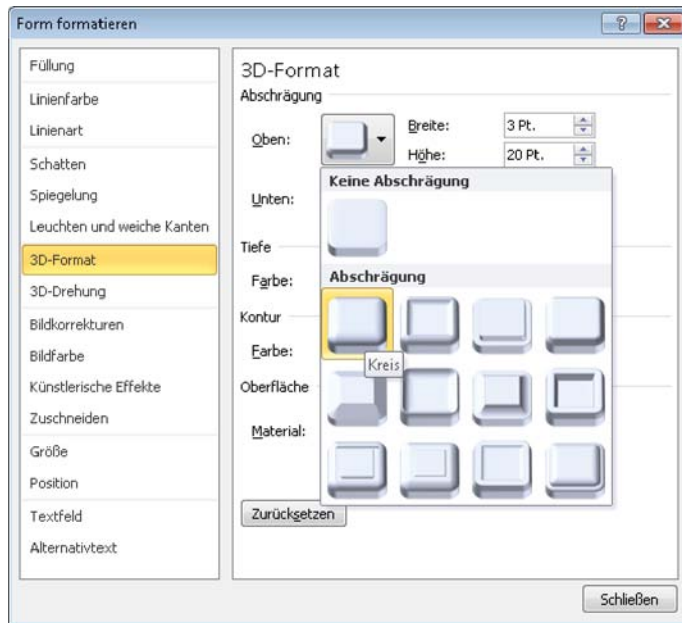 Form formatieren
Füllung
Linienfarbe
Linienart
Schatten
Spiegelung
Leuchten und weiche Kanten
3D-Format
3D-Drehung
Bildkorrekturen
Bildfarbe
Künstlerische Effekte
Zuschneiden
Größe
Position
Textfeld
Alternativtext
3D-Format
Abschrägung
Oben:
Breite: 3 Pt.
Höhe: 20 Pt.
Unten:
Tiefe
Farbe:
Kontur
Farbe:
Oberfläche
Material:
Keine Abschrägung
Abschrägung
Kreis
Zurücksetzen
Schließen